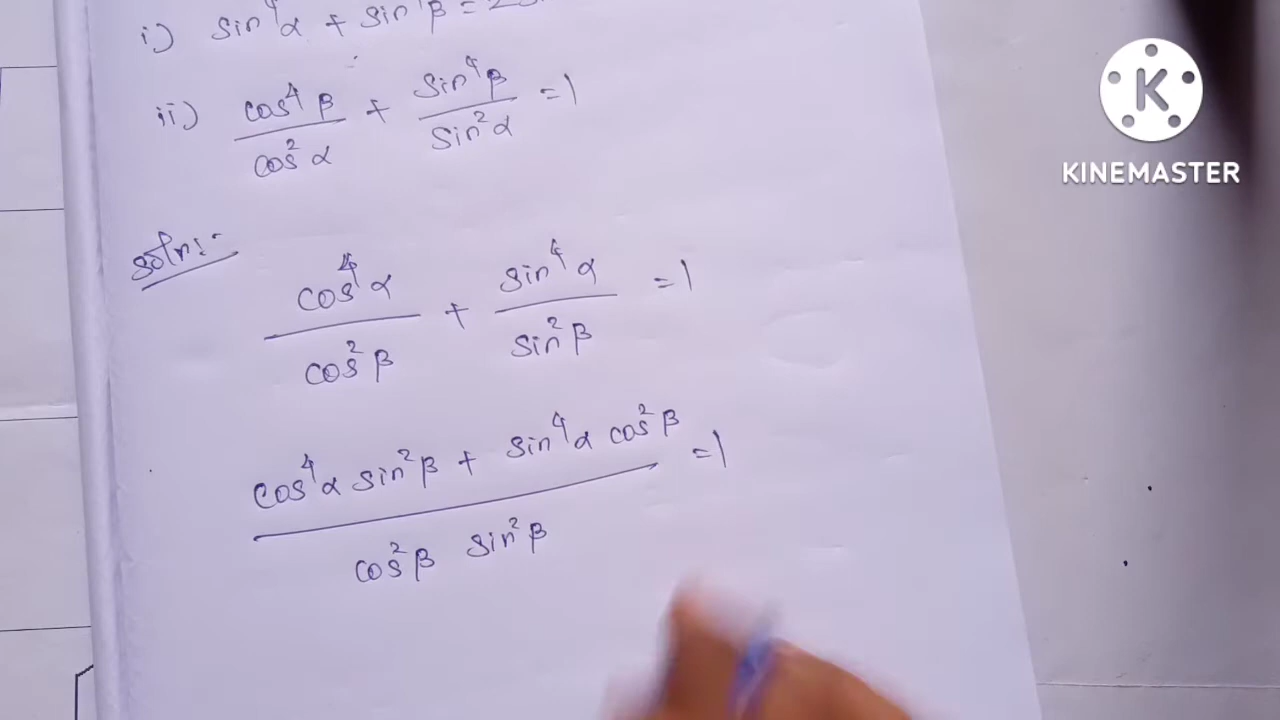 i) sin⁴α + sin⁴β = 2
ii) cos⁴β/cos²α + sin⁴β/sin²α = 1
soln:-
cos⁴α/cos²β + sin⁴α/sin²β = 1
cos⁴α sin²β + sin⁴α cos²β / cos²β sin²β = 1
K
KINEMASTER